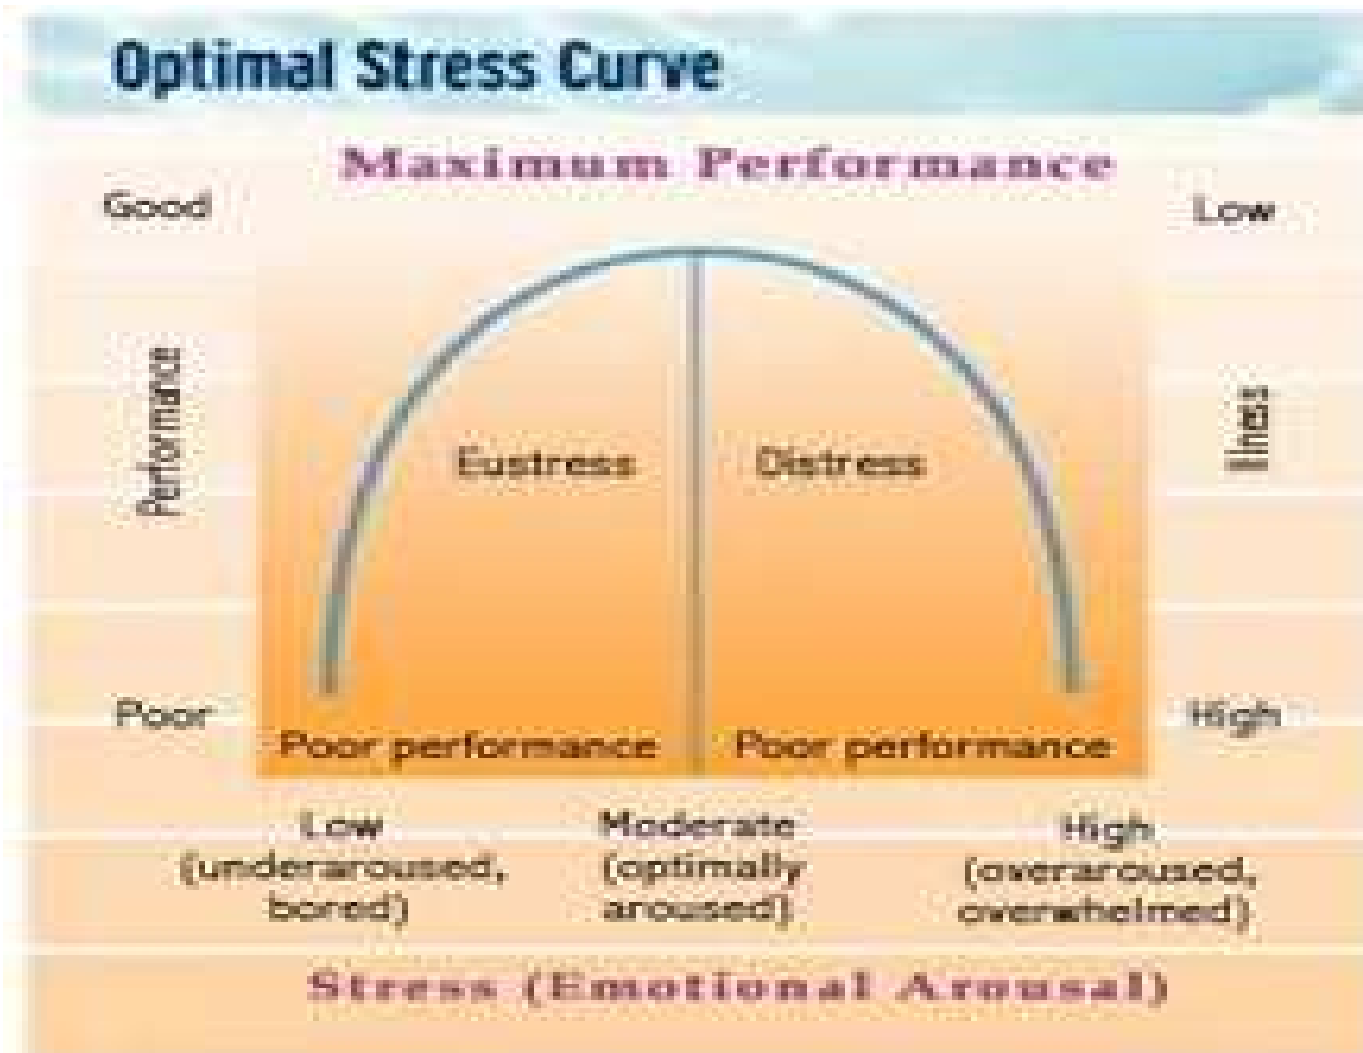 Optimal Stress Curve
Maximum Performance
Good
Low
Performance
Illness
Eustress
Distress
Poor
High
Poor performance
Poor performance
Low
(underaroused,
bored)
Moderate
(optimally
aroused)
High
(overaroused,
overwhelmed)
Stress (Emotional Arousal)